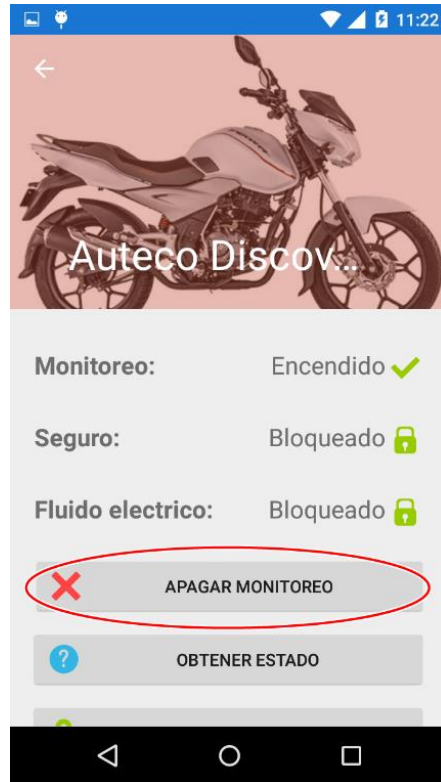 11:22
Auteco Discov...
Monitoreo: Encendido
Seguro: Bloqueado
Fluido electrico: Bloqueado
APAGAR MONITOREO
? OBTENER ESTADO